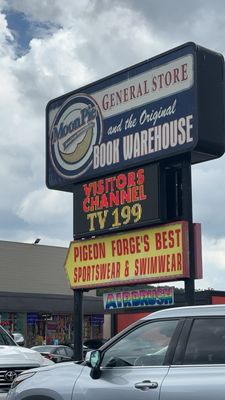 MoonPie
GENERAL STORE
and the Original
BOOK WAREHOUSE
VISITORS
CHANNEL
TV 199
PIGEON FORGE'S BEST
SPORTSWEAR & SWIMWEAR
AIRBRUSH